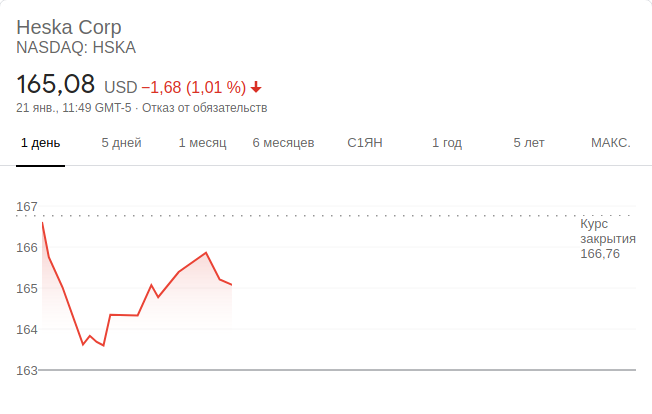 Heska Corp
NASDAQ: HSKA
165,08 USD −1,68 (1,01 %)
21 янв., 11:49 GMT-5 · Отказ от обязательств
1 день 5 дней 1 месяц 6 месяцев С1ЯН 1 год 5 лет МАКС.
167
Курс
закрытия
166,76
166
165
164
163